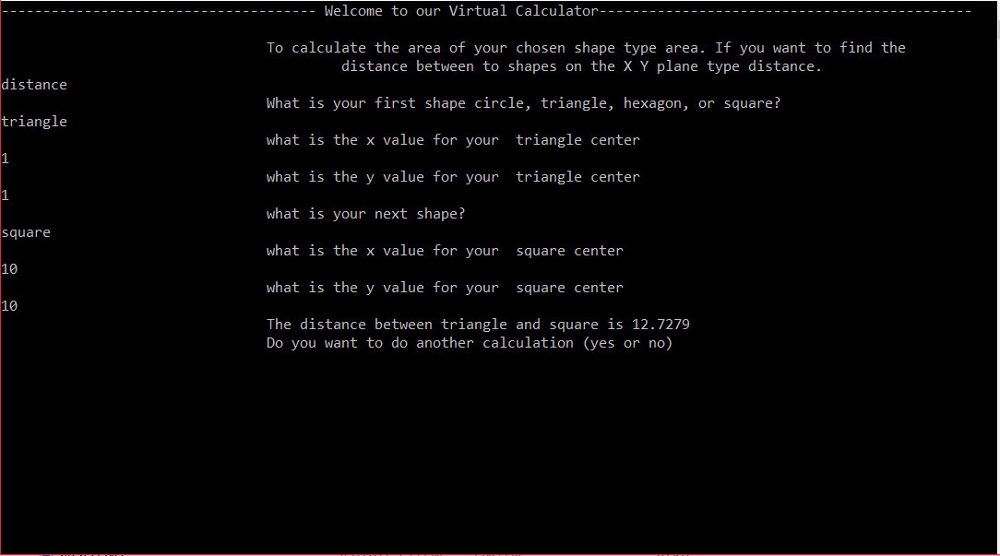 -------------------------------------- Welcome to our Virtual Calculator---------------------------------------------
To calculate the area of your chosen shape type area. If you want to find the
distance between to shapes on the X Y plane type distance.
distance
What is your first shape circle, triangle, hexagon, or square?
triangle
what is the x value for your  triangle center
1
what is the y value for your  triangle center
1
what is your next shape?
square
what is the x value for your  square center
10
what is the y value for your  square center
10
The distance between triangle and square is 12.7279
Do you want to do another calculation (yes or no)